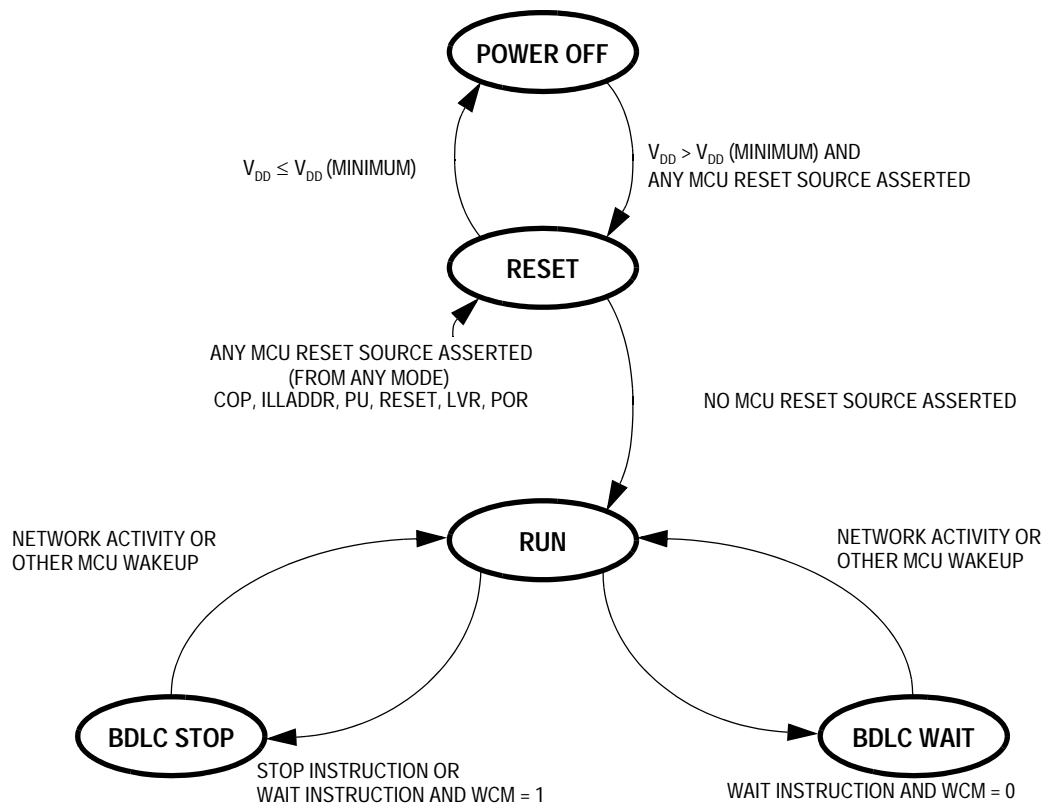 POWER OFF
V_DD ≤ V_DD (MINIMUM)
V_DD > V_DD (MINIMUM) AND
ANY MCU RESET SOURCE ASSERTED
RESET
ANY MCU RESET SOURCE ASSERTED
(FROM ANY MODE)
COP, ILLADDR, PU, RESET, LVR, POR
NO MCU RESET SOURCE ASSERTED
NETWORK ACTIVITY OR
OTHER MCU WAKEUP
RUN
NETWORK ACTIVITY OR
OTHER MCU WAKEUP
BDLC STOP
BDLC WAIT
STOP INSTRUCTION OR
WAIT INSTRUCTION AND WCM = 1
WAIT INSTRUCTION AND WCM = 0